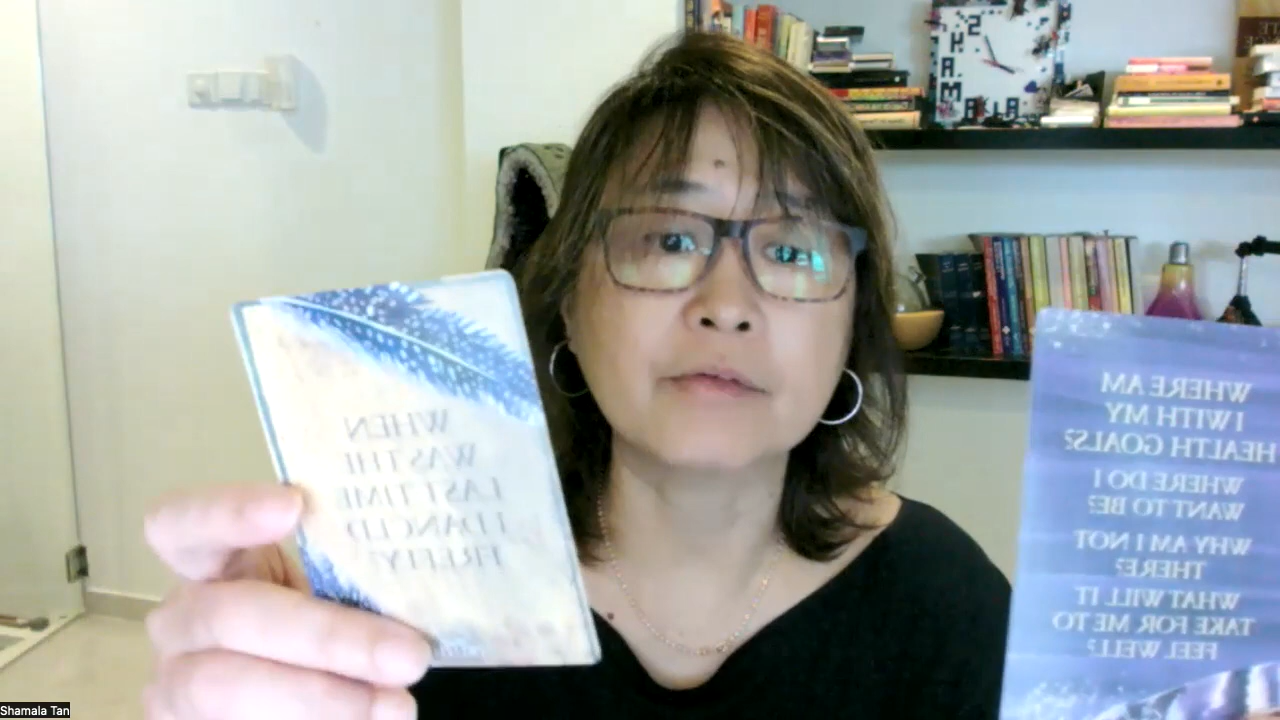 WHEN
WAS THE
LAST TIME
I DANCED
FREELY?
WHERE AM
I WITH MY
HEALTH GOALS?
WHERE DO I
WANT TO BE?
WHY AM I NOT
THERE?
WHAT WILL IT
TAKE FOR ME TO
FEEL WELL?
SHAMALA
Shamala Tan